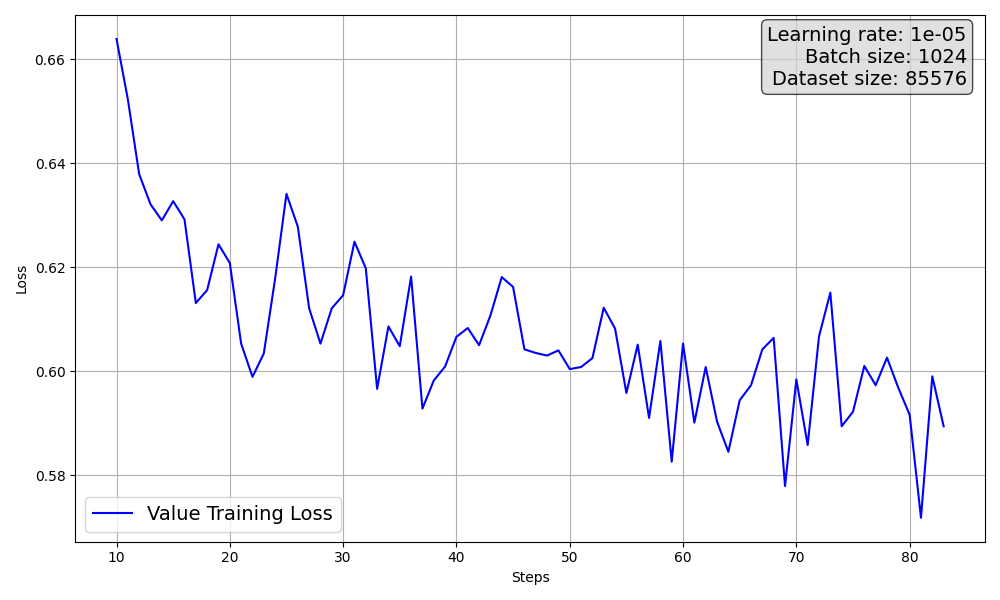 Learning rate: 1e-05
Batch size: 1024
Dataset size: 85576
0.66
0.64
0.62
0.60
0.58
Loss
Value Training Loss
10 20 30 40 50 60 70 80
Steps